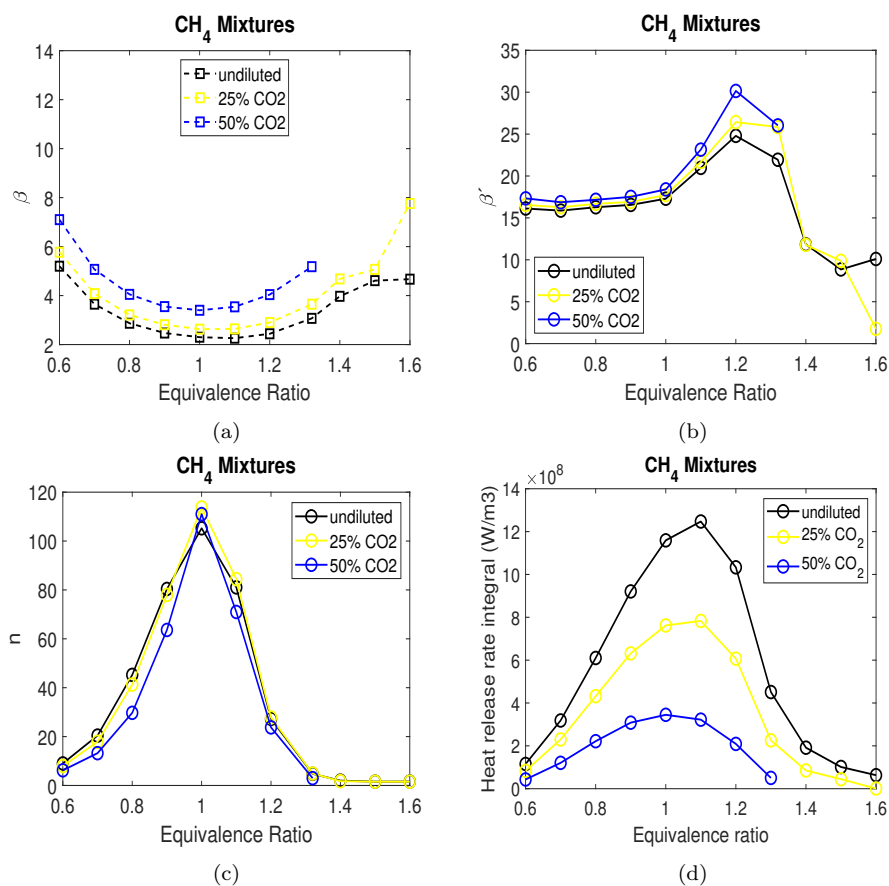 CH4 Mixtures
14
12
10
8
6
4
2
β
undiluted
25% CO2
50% CO2
0.6 0.8 1 1.2 1.4 1.6
Equivalence Ratio
(a)
CH4 Mixtures
35
30
25
20
15
10
5
0
β´
undiluted
25% CO2
50% CO2
0.6 0.8 1 1.2 1.4 1.6
Equivalence Ratio
(b)
CH4 Mixtures
120
100
80
60
40
20
0
n
undiluted
25% CO2
50% CO2
0.6 0.8 1 1.2 1.4 1.6
Equivalence Ratio
(c)
CH4 Mixtures
×10^8
14
12
10
8
6
4
2
0
Heat release rate integral (W/m3)
undiluted
25% CO2
50% CO2
0.6 0.8 1 1.2 1.4 1.6
Equivalence ratio
(d)